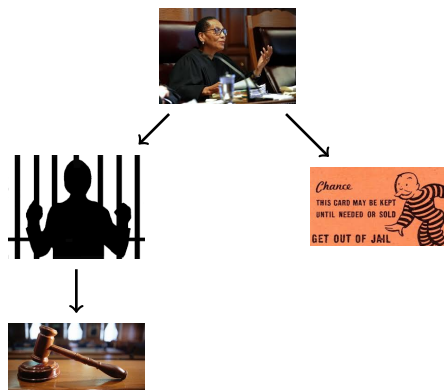 Chance
THIS CARD MAY BE KEPT
UNTIL NEEDED OR SOLD
GET OUT OF JAIL